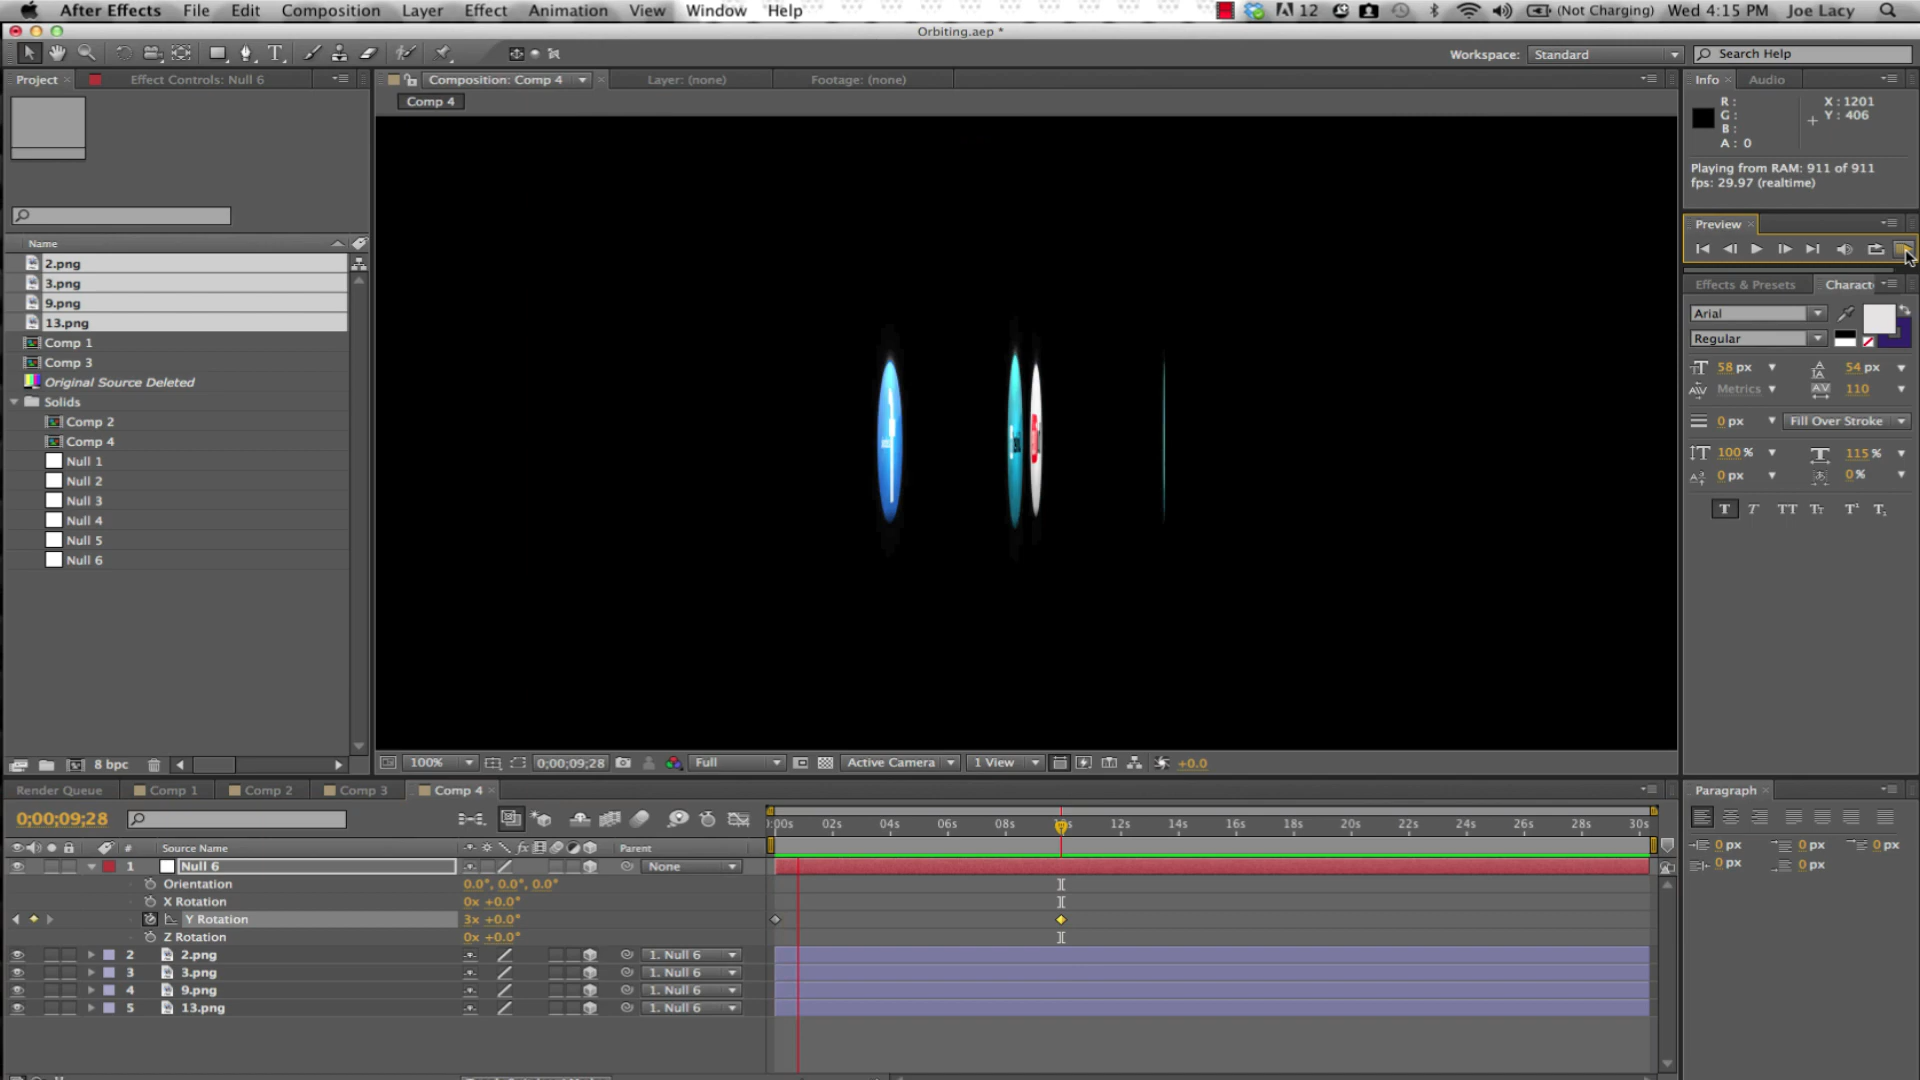 After Effects File Edit Composition Layer Effect Animation View Window Help 12 (Not Charging) Wed 4:15 PM Joe Lacy
Orbiting.aep *
Workspace: Standard Search Help
Project Effect Controls: Null 6 Composition: Comp 4 Layer: (none) Footage: (none) Info Audio
Comp 4
R:
G:
B:
A: 0
X: 1201
Y: 406
Playing from RAM: 911 of 911
fps: 29.97 (realtime)
Preview
Effects & Presets Charact
Arial
Regular
58 px 54 px
Metrics 110
0 px Fill Over Stroke
100 % 115 %
0 px 0 %
T T TT Tt T¹ T,
Name
2.png
3.png
9.png
13.png
Comp 1
Comp 3
Original Source Deleted
Solids
Comp 2
Comp 4
Null 1
Null 2
Null 3
Null 4
Null 5
Null 6
8 bpc 100% 0;00;09;28 Full Active Camera 1 View +0.0
Render Queue Comp 1 Comp 2 Comp 3 Comp 4 Paragraph
0;00;09;28 ):00s 02s 04s 06s 08s 12s 14s 16s 18s 20s 22s 24s 26s 28s 30s
# Source Name fx Parent
1 Null 6 None
Orientation 0.0°, 0.0°, 0.0°
X Rotation 0x +0.0°
Y Rotation 3x +0.0°
Z Rotation 0x +0.0°
2 2.png 1. Null 6
3 3.png 1. Null 6
4 9.png 1. Null 6
5 13.png 1. Null 6
0 px 0 px 0 px
0 px 0 px